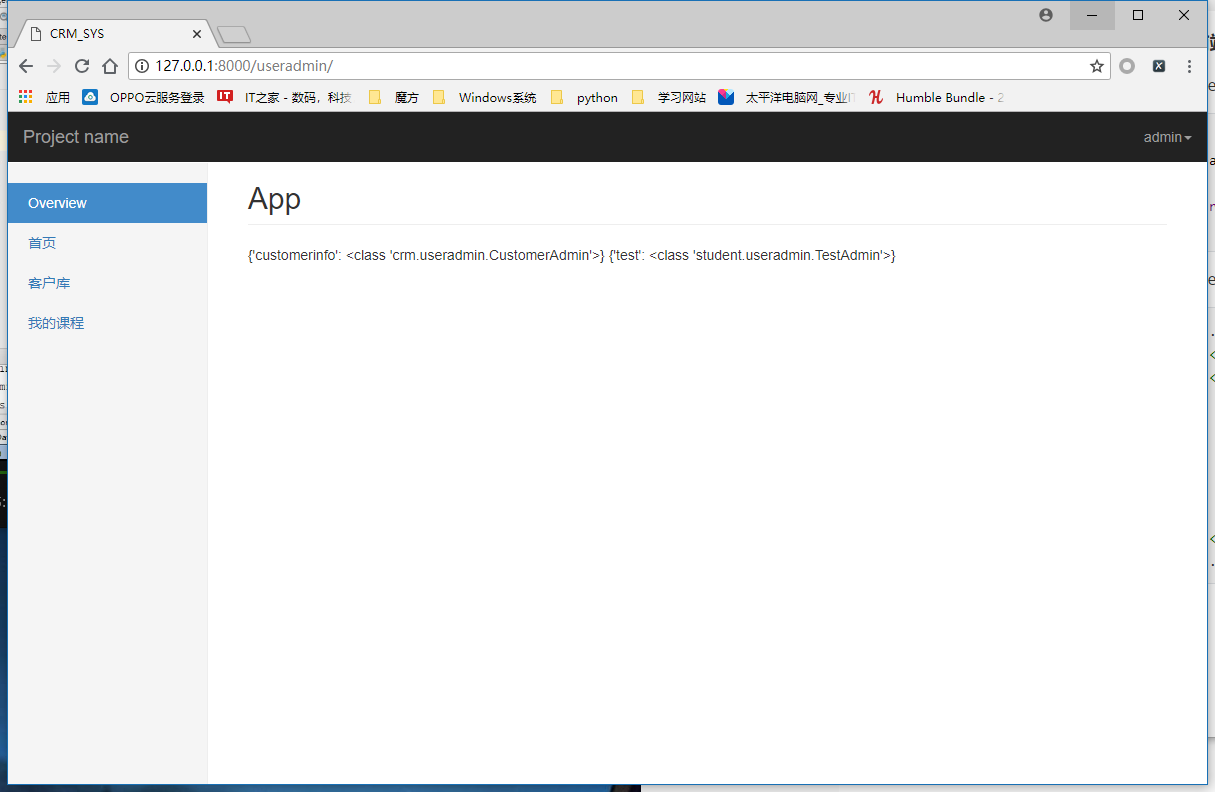 CRM_SYS
127.0.0.1:8000/useradmin/
应用 OPPO云服务登录 IT IT之家 - 数码，科技 魔方 Windows系统 python 学习网站 太平洋电脑网_专业IT Humble Bundle - 2
Project name admin
App
Overview
首页
{'customerinfo': <class 'crm.useradmin.CustomerAdmin'>} {'test': <class 'student.useradmin.TestAdmin'>}
客户库
我的课程